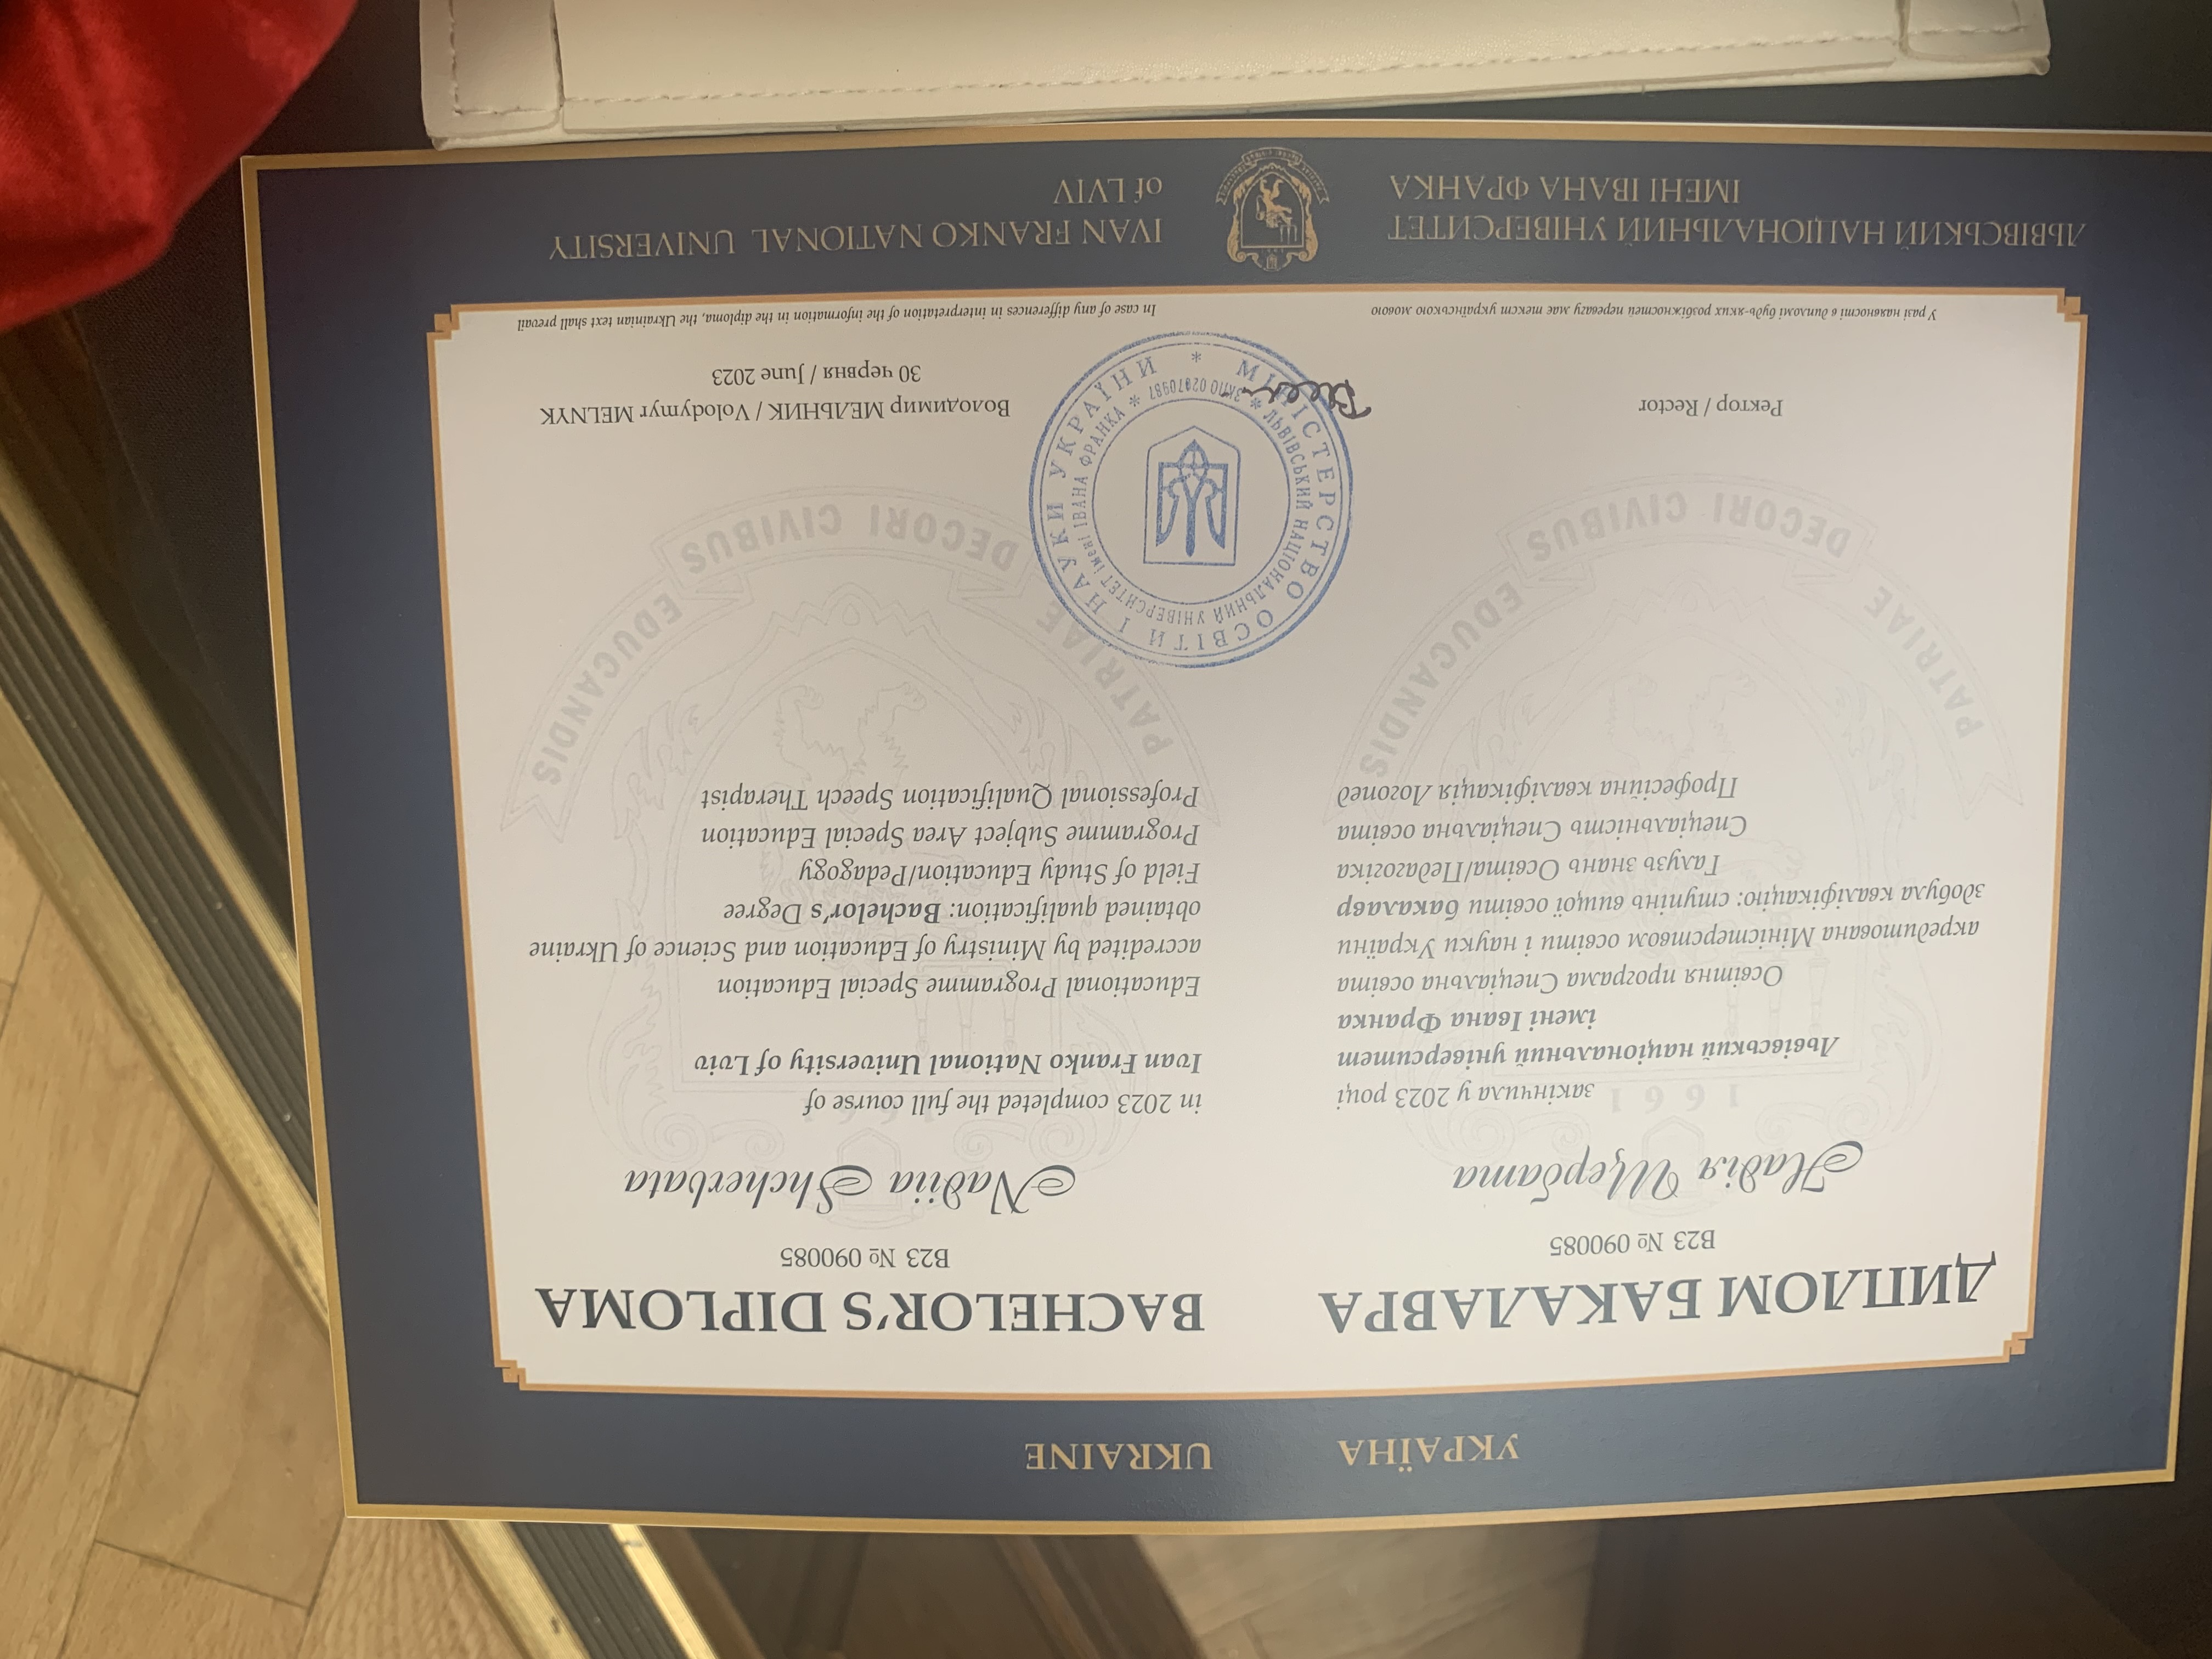 УКРАЇНА
UKRAINE
ДИПЛОМ БАКАЛАВРА
B23 № 090085
Надія Щербата
закінчила у 2023 році
Львівський національний університет
імені Івана Франка
Освітня програма Спеціальна освіта
акредитована Міністерством освіти і науки України
здобула кваліфікацію: ступінь вищої освіти бакалавр
Галузь знань Освіта/Педагогіка
Спеціальність Спеціальна освіта
Професійна кваліфікація Логопед
BACHELOR'S DIPLOMA
B23 № 090085
Nadiia Shcherbata
in 2023 completed the full course of
Ivan Franko National University of Lviv
Educational Programme Special Education
accredited by Ministry of Education and Science of Ukraine
obtained qualification: Bachelor's Degree
Field of Study Education/Pedagogy
Programme Subject Area Special Education
Professional Qualification Speech Therapist
1661
PATRIAE DECORI CIVIBUS EDUCANDIS
1661
PATRIAE DECORI CIVIBUS EDUCANDIS
Ректор / Rector
Володимир МЕЛЬНИК / Volodymyr MELNYK
30 червня / June 2023
* МІНІСТЕРСТВО ОСВІТИ І НАУКИ УКРАЇНИ
* ЛЬВІВСЬКИЙ НАЦІОНАЛЬНИЙ УНІВЕРСИТЕТ імені ІВАНА ФРАНКА *
02070987
У разі наявності в дипломі будь-яких розбіжностей перевагу має текст українською мовою
In case of any differences in interpretation of the information in the diploma, the Ukrainian text shall prevail
ЛЬВІВСЬКИЙ НАЦІОНАЛЬНИЙ УНІВЕРСИТЕТ
ІМЕНІ ІВАНА ФРАНКА
IVAN FRANKO NATIONAL UNIVERSITY
of LVIV